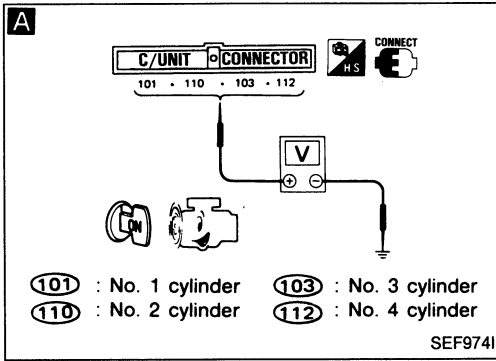 A
C/UNIT CONNECTOR
H S
CONNECT
101 · 110 · 103 · 112
V
+ −
ON
101 : No. 1 cylinder 103 : No. 3 cylinder
110 : No. 2 cylinder 112 : No. 4 cylinder
SEF974I